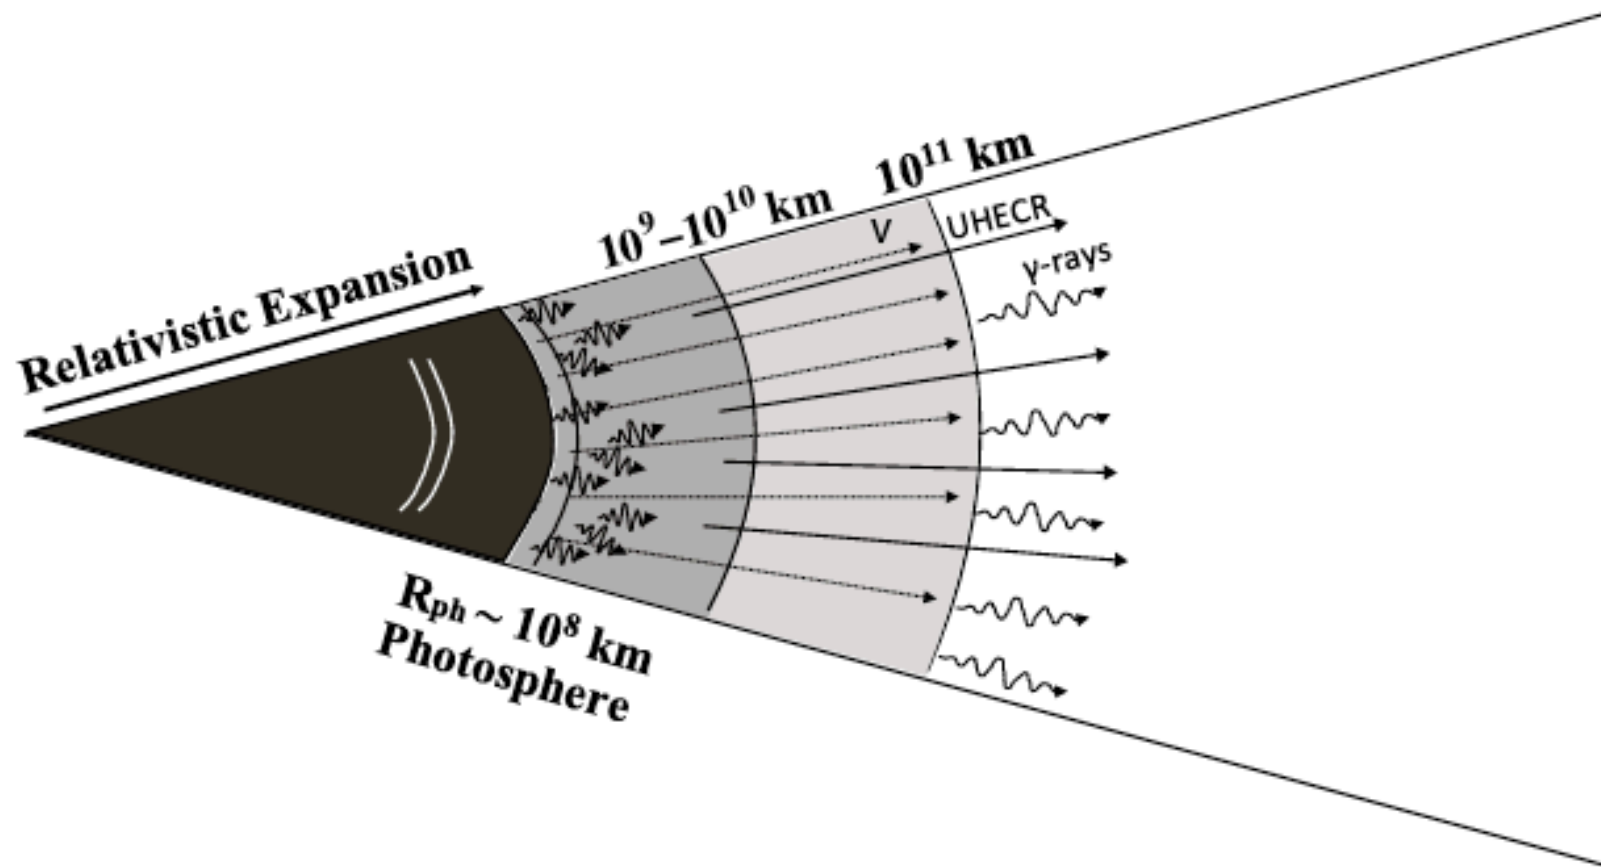 Relativistic Expansion
10⁹–10¹⁰ km
10¹¹ km
ν
UHECR
γ-rays
Rₚₕ ~ 10⁸ km
Photosphere